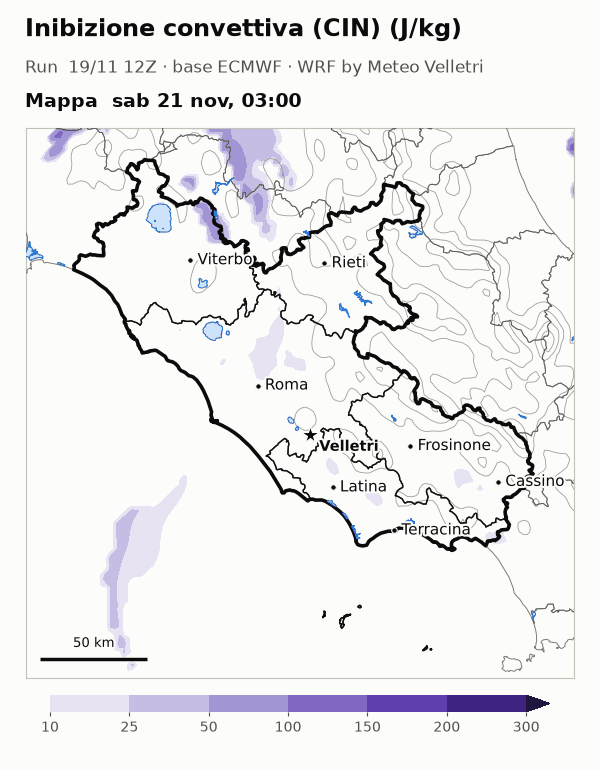 Inibizione convettiva (CIN) (J/kg)
Run  19/11 12Z · base ECMWF · WRF by Meteo Velletri
Mappa  sab 21 nov, 03:00
Viterbo
Rieti
Roma
Velletri
Frosinone
Cassino
Latina
Terracina
50 km
10 25 50 100 150 200 300